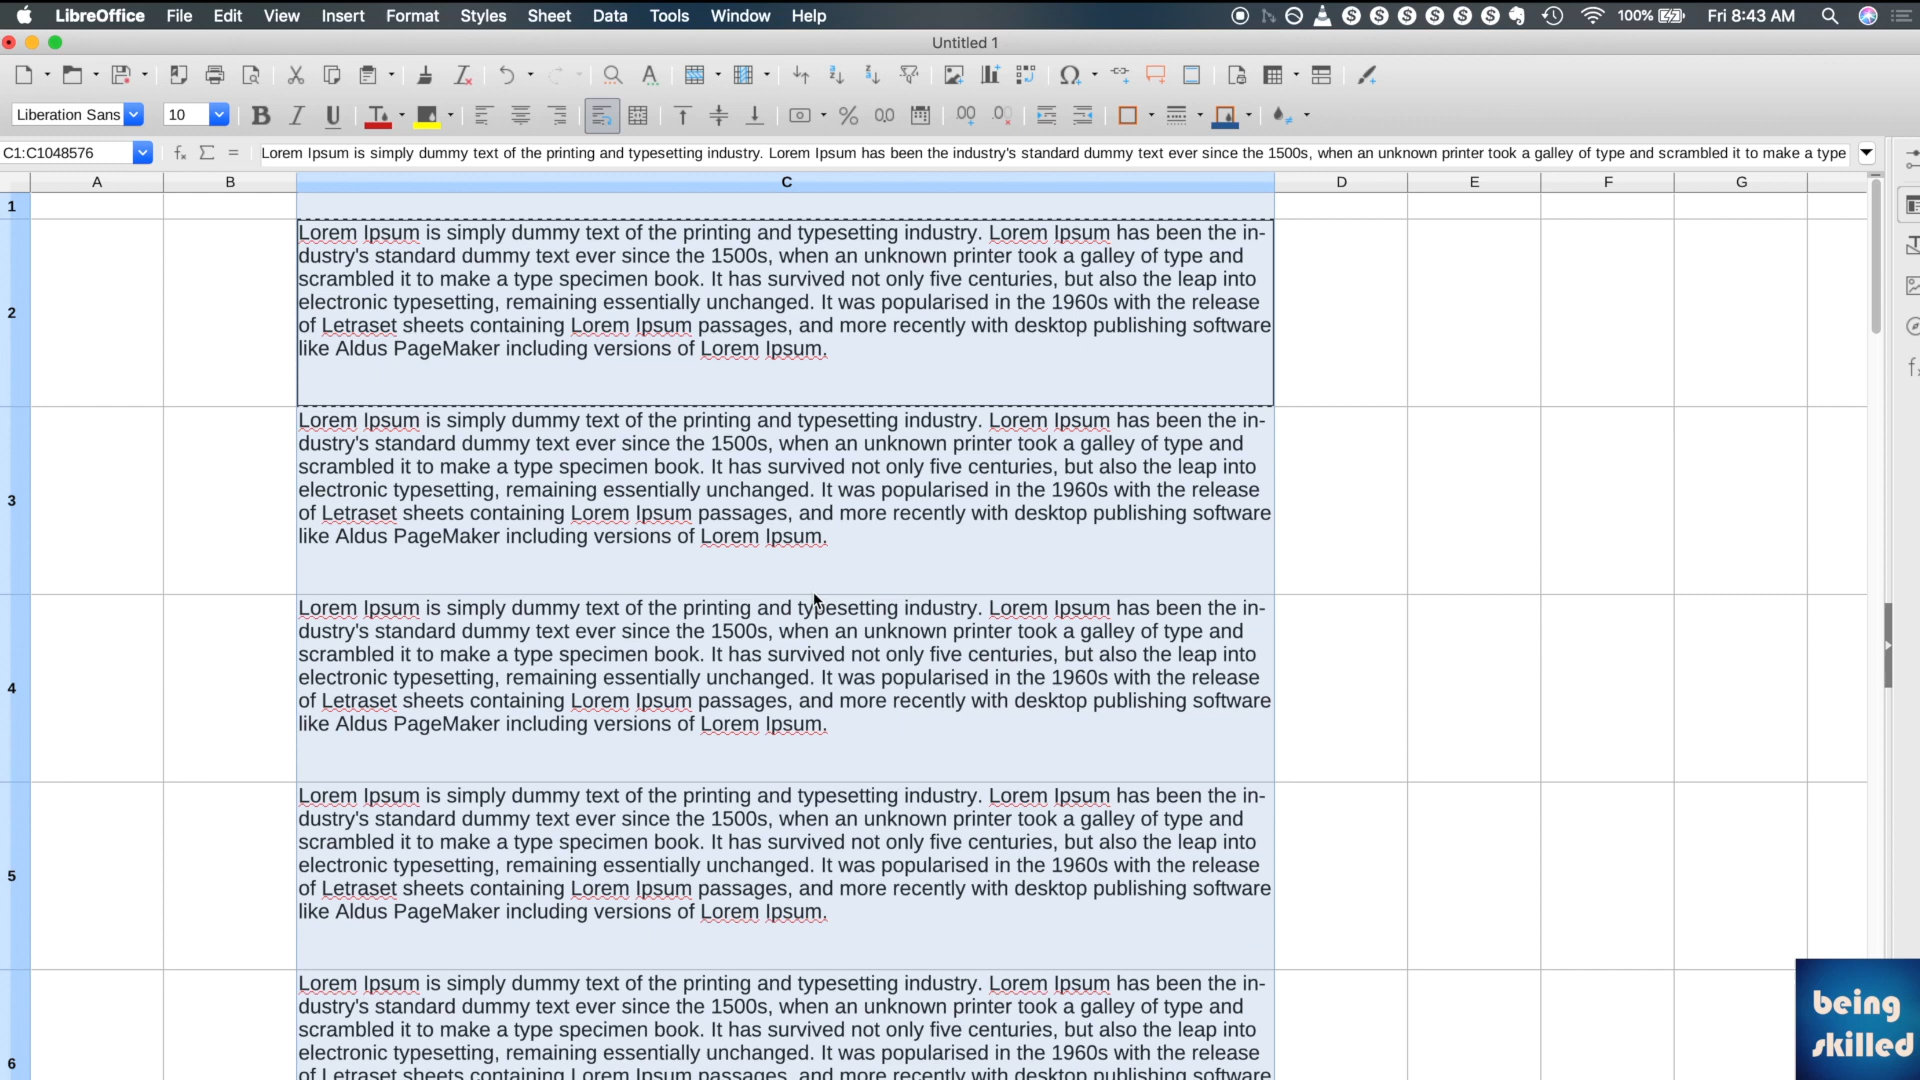 LibreOffice File Edit View Insert Format Styles Sheet Data Tools Window Help 100% Fri 8:43 AM
Untitled 1
Liberation Sans 10
C1:C1048576 Lorem Ipsum is simply dummy text of the printing and typesetting industry. Lorem Ipsum has been the industry's standard dummy text ever since the 1500s, when an unknown printer took a galley of type and scrambled it to make a type
A B C D E F G
1
2
Lorem Ipsum is simply dummy text of the printing and typesetting industry. Lorem Ipsum has been the in-
dustry's standard dummy text ever since the 1500s, when an unknown printer took a galley of type and
scrambled it to make a type specimen book. It has survived not only five centuries, but also the leap into
electronic typesetting, remaining essentially unchanged. It was popularised in the 1960s with the release
of Letraset sheets containing Lorem Ipsum passages, and more recently with desktop publishing software
like Aldus PageMaker including versions of Lorem Ipsum.
3
Lorem Ipsum is simply dummy text of the printing and typesetting industry. Lorem Ipsum has been the in-
dustry's standard dummy text ever since the 1500s, when an unknown printer took a galley of type and
scrambled it to make a type specimen book. It has survived not only five centuries, but also the leap into
electronic typesetting, remaining essentially unchanged. It was popularised in the 1960s with the release
of Letraset sheets containing Lorem Ipsum passages, and more recently with desktop publishing software
like Aldus PageMaker including versions of Lorem Ipsum.
4
Lorem Ipsum is simply dummy text of the printing and typesetting industry. Lorem Ipsum has been the in-
dustry's standard dummy text ever since the 1500s, when an unknown printer took a galley of type and
scrambled it to make a type specimen book. It has survived not only five centuries, but also the leap into
electronic typesetting, remaining essentially unchanged. It was popularised in the 1960s with the release
of Letraset sheets containing Lorem Ipsum passages, and more recently with desktop publishing software
like Aldus PageMaker including versions of Lorem Ipsum.
5
Lorem Ipsum is simply dummy text of the printing and typesetting industry. Lorem Ipsum has been the in-
dustry's standard dummy text ever since the 1500s, when an unknown printer took a galley of type and
scrambled it to make a type specimen book. It has survived not only five centuries, but also the leap into
electronic typesetting, remaining essentially unchanged. It was popularised in the 1960s with the release
of Letraset sheets containing Lorem Ipsum passages, and more recently with desktop publishing software
like Aldus PageMaker including versions of Lorem Ipsum.
6
Lorem Ipsum is simply dummy text of the printing and typesetting industry. Lorem Ipsum has been the in-
dustry's standard dummy text ever since the 1500s, when an unknown printer took a galley of type and
scrambled it to make a type specimen book. It has survived not only five centuries, but also the leap into
electronic typesetting, remaining essentially unchanged. It was popularised in the 1960s with the release
of Letraset sheets containing Lorem Ipsum passages, and more recently with desktop publishing software
being
skilled